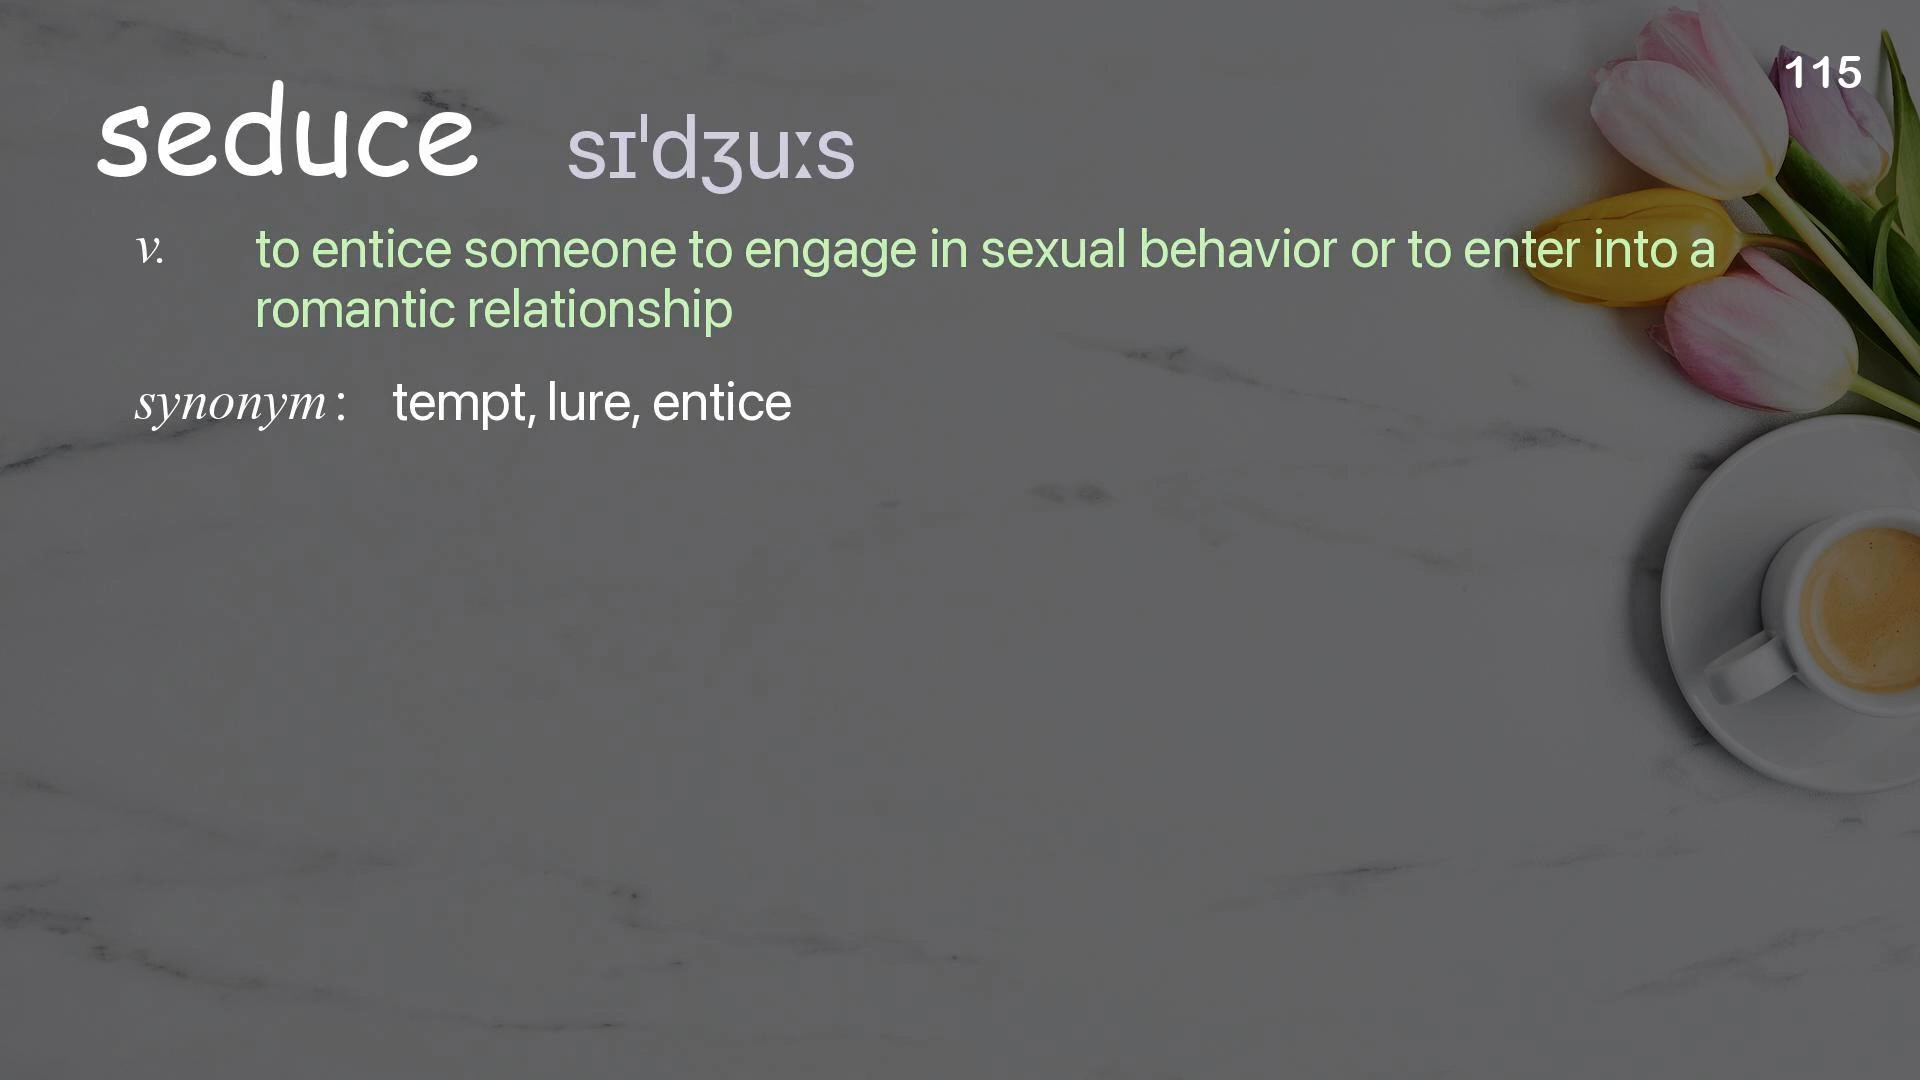 115
seduce sɪˈdʒuːs
v. to entice someone to engage in sexual behavior or to enter into a
romantic relationship
synonym: tempt, lure, entice